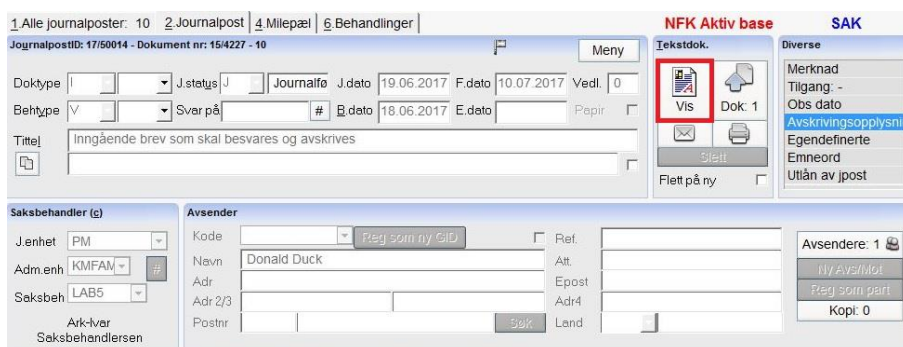 1.Alle journalposter: 10 2.Journalpost 4.Milepæl 6.Behandlinger NFK Aktiv base SAK
JournalpostID: 17/50014 - Dokument nr: 15/4227 - 10 Meny
Doktype I J.status J Journalfø J.dato 19.06.2017 F.dato 10.07.2017 Vedl. 0
Behtype V Svar på # B.dato 18.06.2017 E.dato Papir
Tittel Inngående brev som skal besvares og avskrives
Tekstdok.
Vis Dok: 1
Slett
Flett på ny
Diverse
Merknad
Tilgang: -
Obs dato
Avskrivingsopplysni
Egendefinerte
Emneord
Utlån av jpost
Saksbehandler (c)
J.enhet PM
Adm.enh KMFAM #
Saksbeh LAB5
Ark-Ivar
Saksbehandlersen
Avsender
Kode Reg som ny GID Ref.
Navn Donald Duck Att.
Adr Epost
Adr 2/3 Adr4
Postnr Søk Land
Avsendere: 1
Ny Avs/Mot
Reg som part
Kopi: 0